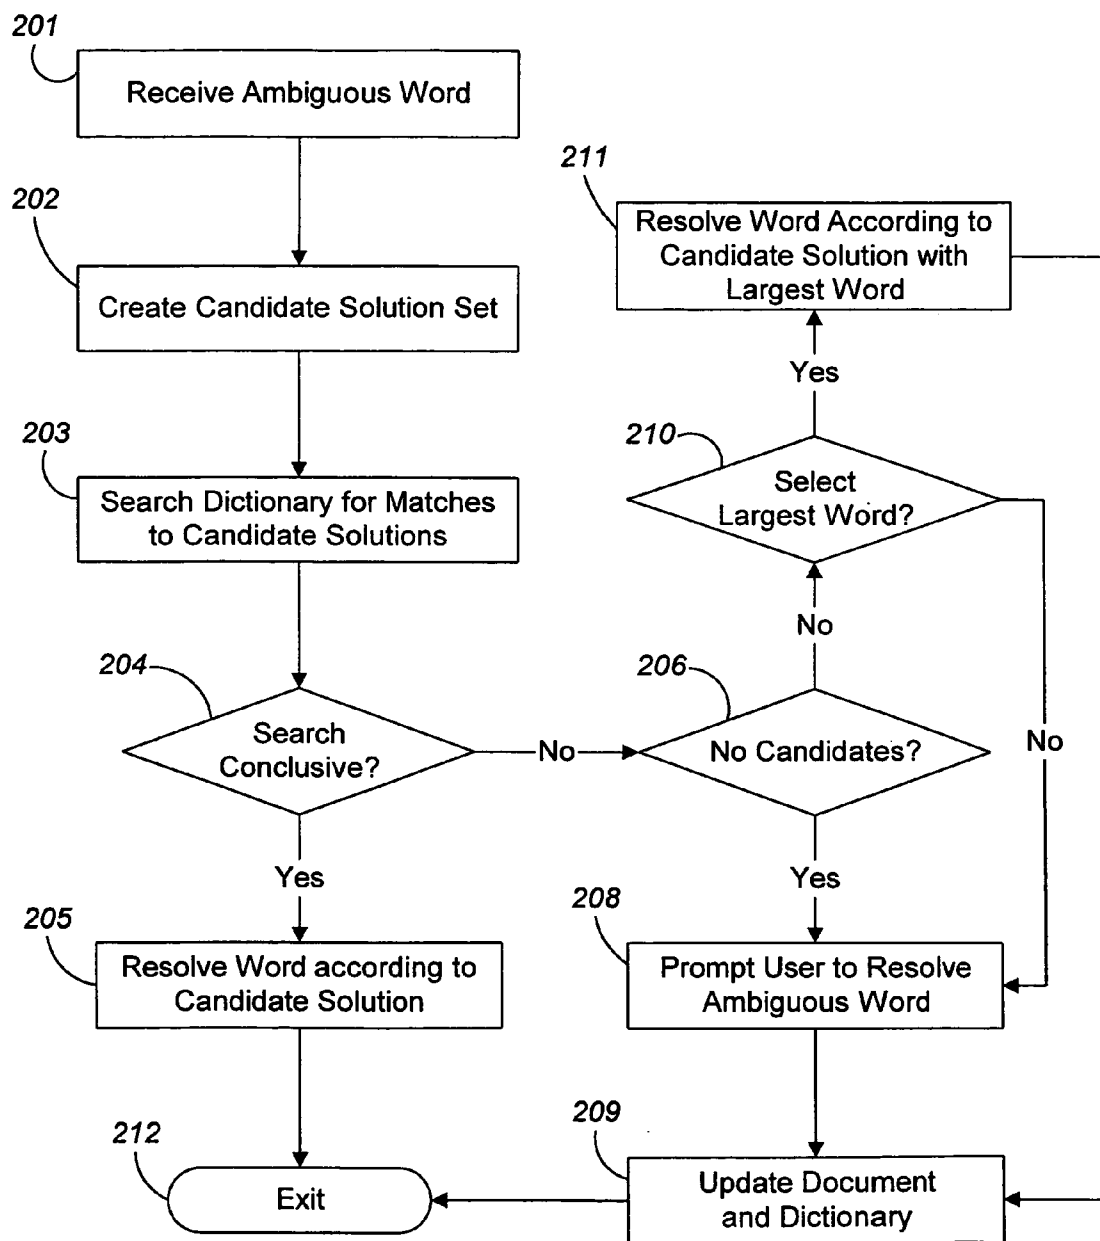 201
Receive Ambiguous Word
202
Create Candidate Solution Set
203
Search Dictionary for Matches
to Candidate Solutions
204
Search
Conclusive?
No
Yes
205
Resolve Word according to
Candidate Solution
212
Exit
211
Resolve Word According to
Candidate Solution with
Largest Word
Yes
210
Select
Largest Word?
No
No
206
No Candidates?
Yes
208
Prompt User to Resolve
Ambiguous Word
209
Update Document
and Dictionary